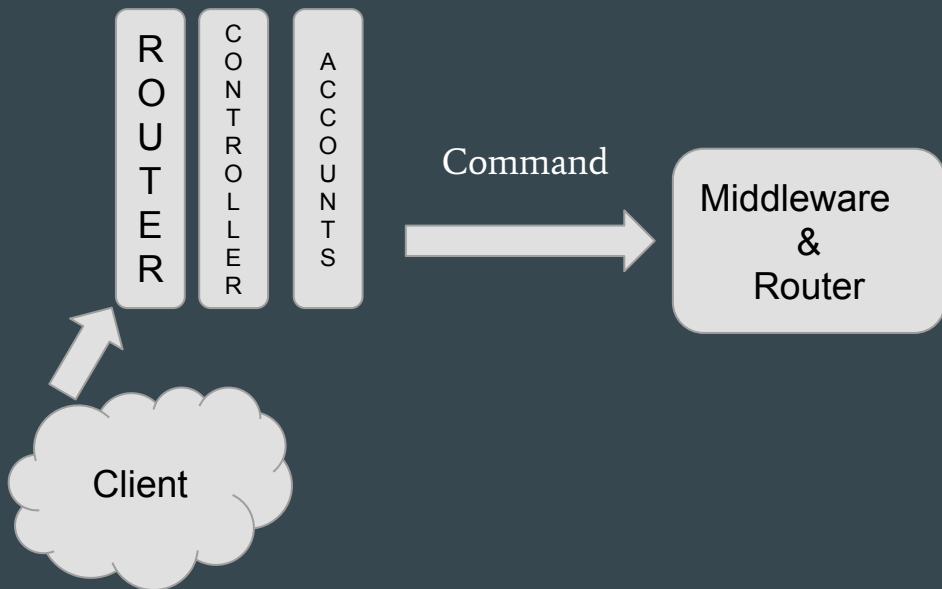 ROUTER
CONTROLLER
ACCOUNTS
Command
Middleware
&
Router
Client